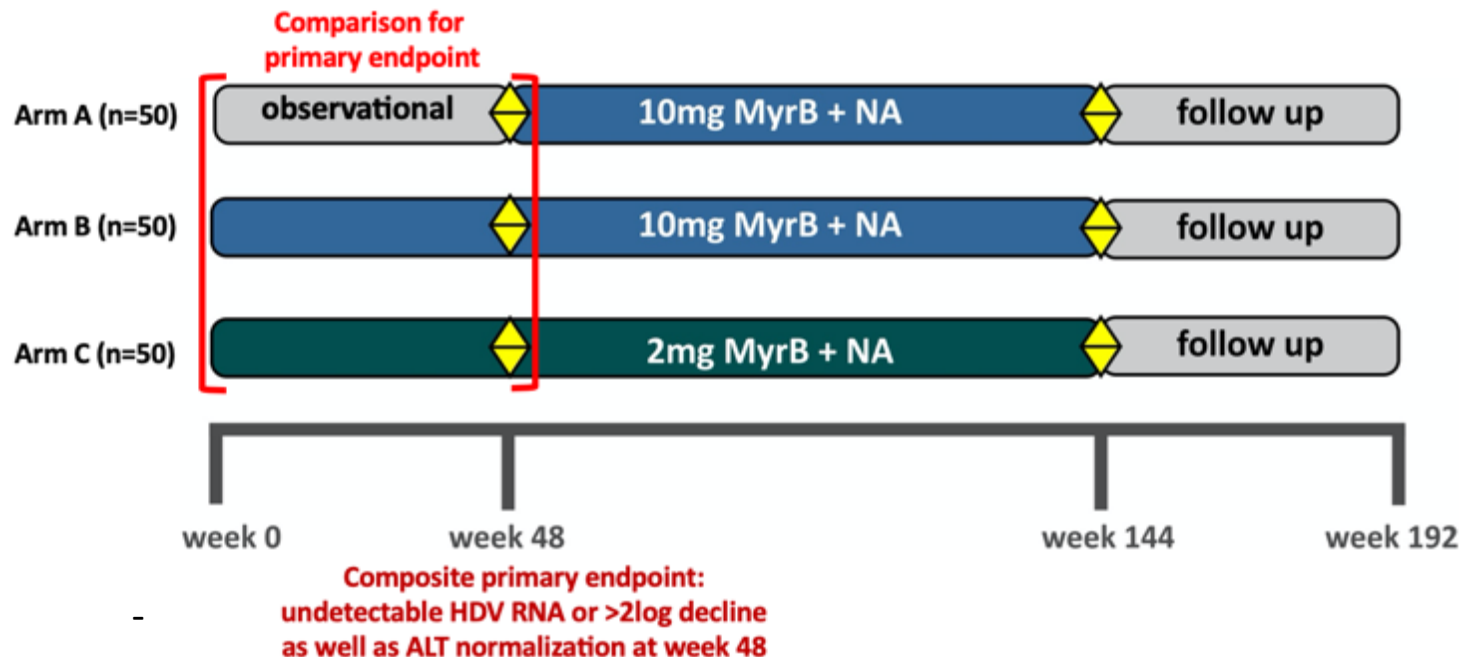 Comparison for
primary endpoint
Arm A (n=50)
observational
10mg MyrB + NA
follow up
Arm B (n=50)
10mg MyrB + NA
follow up
Arm C (n=50)
2mg MyrB + NA
follow up
week 0
week 48
week 144
week 192
Composite primary endpoint:
- undetectable HDV RNA or >2log decline
as well as ALT normalization at week 48